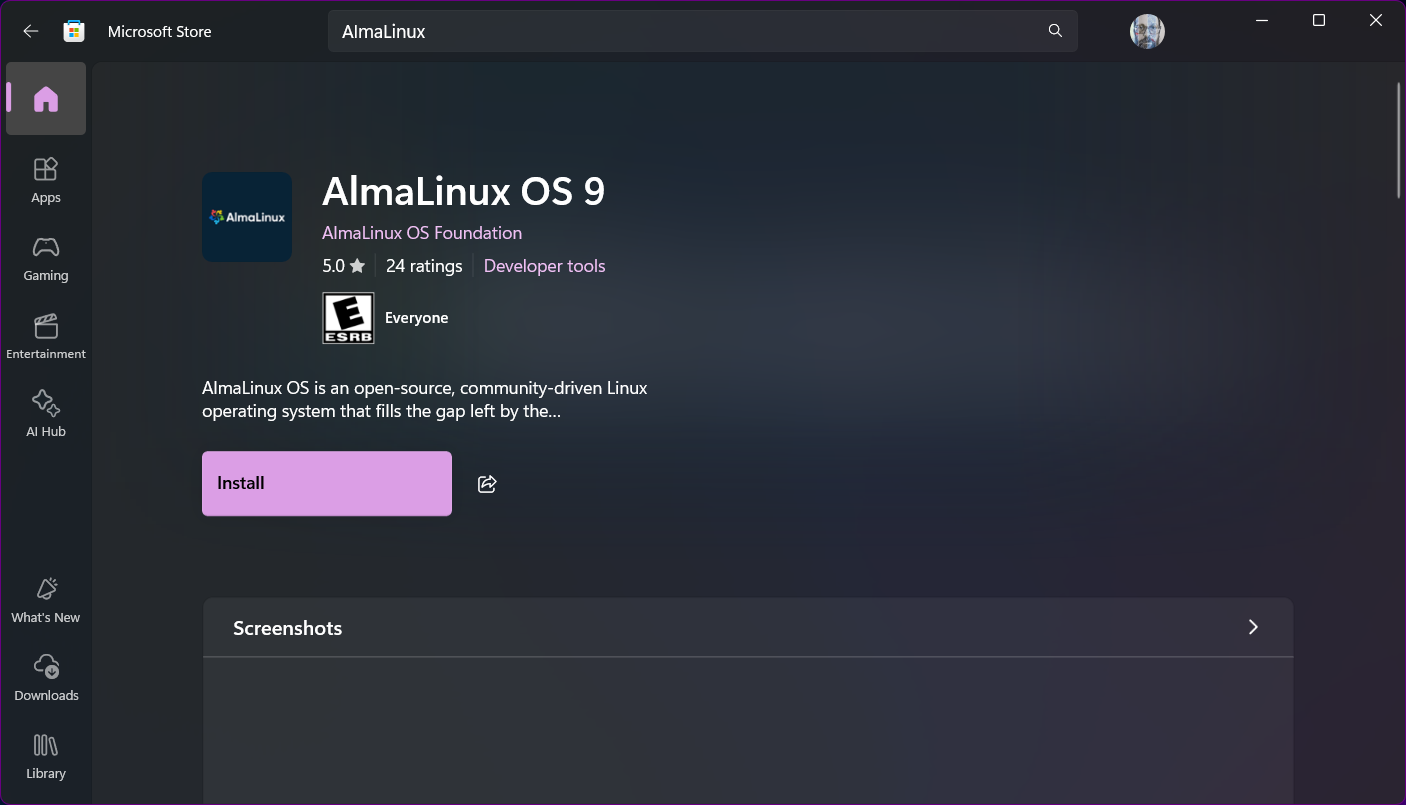 Microsoft Store
AlmaLinux
Apps
Gaming
Entertainment
AI Hub
What's New
Downloads
Library
AlmaLinux
AlmaLinux OS 9
AlmaLinux OS Foundation
5.0 24 ratings Developer tools
E
ESRB
Everyone
AlmaLinux OS is an open-source, community-driven Linux
operating system that fills the gap left by the...
Install
Screenshots